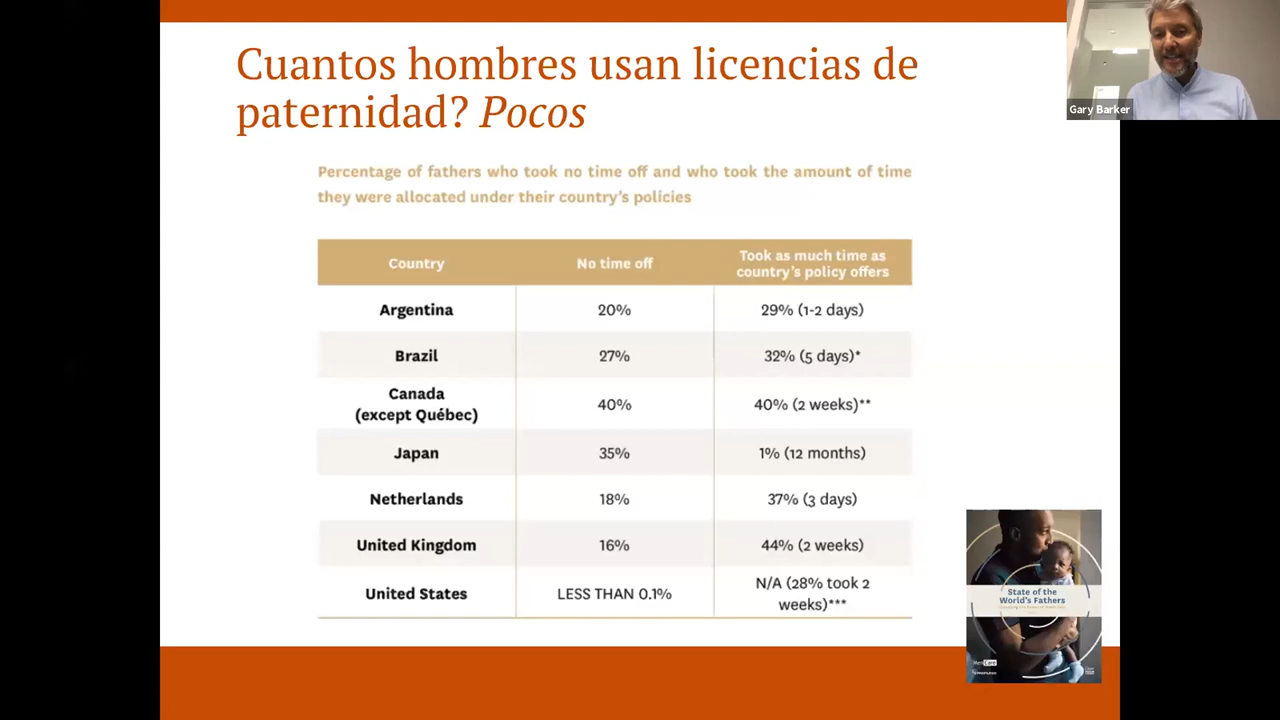 Cuantos hombres usan licencias de
paternidad? Pocos
Gary Barker
Percentage of fathers who took no time off and who took the amount of time
they were allocated under their country's policies
Country
No time off
Took as much time as
country's policy offers
Argentina
20%
29% (1-2 days)
Brazil
27%
32% (5 days)*
Canada
(except Québec)
40%
40% (2 weeks)**
Japan
35%
1% (12 months)
Netherlands
18%
37% (3 days)
United Kingdom
16%
44% (2 weeks)
United States
LESS THAN 0.1%
N/A (28% took 2
weeks)***
State of the
World's Fathers
MenCare